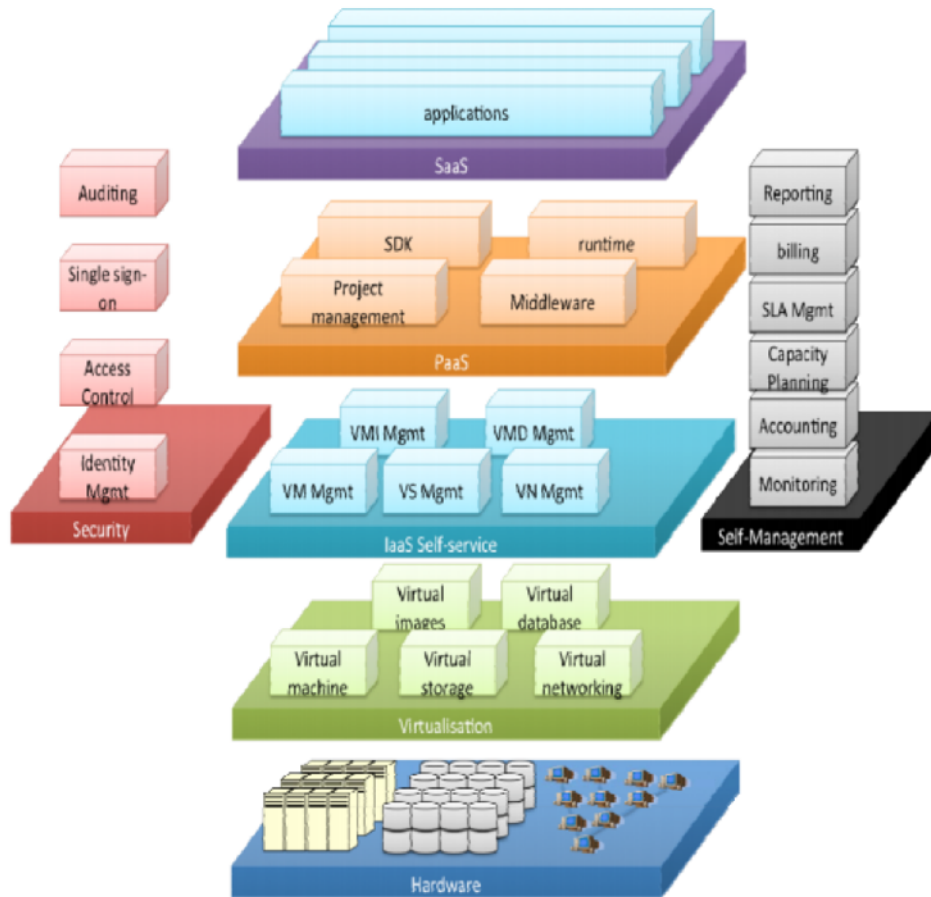 applications
SaaS
Auditing
Single sign-
on
Access
Control
Identity
Mgmt
Security
SDK
runtime
Project
management
Middleware
PaaS
VMI Mgmt
VMD Mgmt
VM Mgmt
VS Mgmt
VN Mgmt
IaaS Self-service
Reporting
billing
SLA Mgmt
Capacity
Planning
Accounting
Monitoring
Self-Management
Virtual
images
Virtual
database
Virtual
machine
Virtual
storage
Virtual
networking
Virtualisation
Hardware